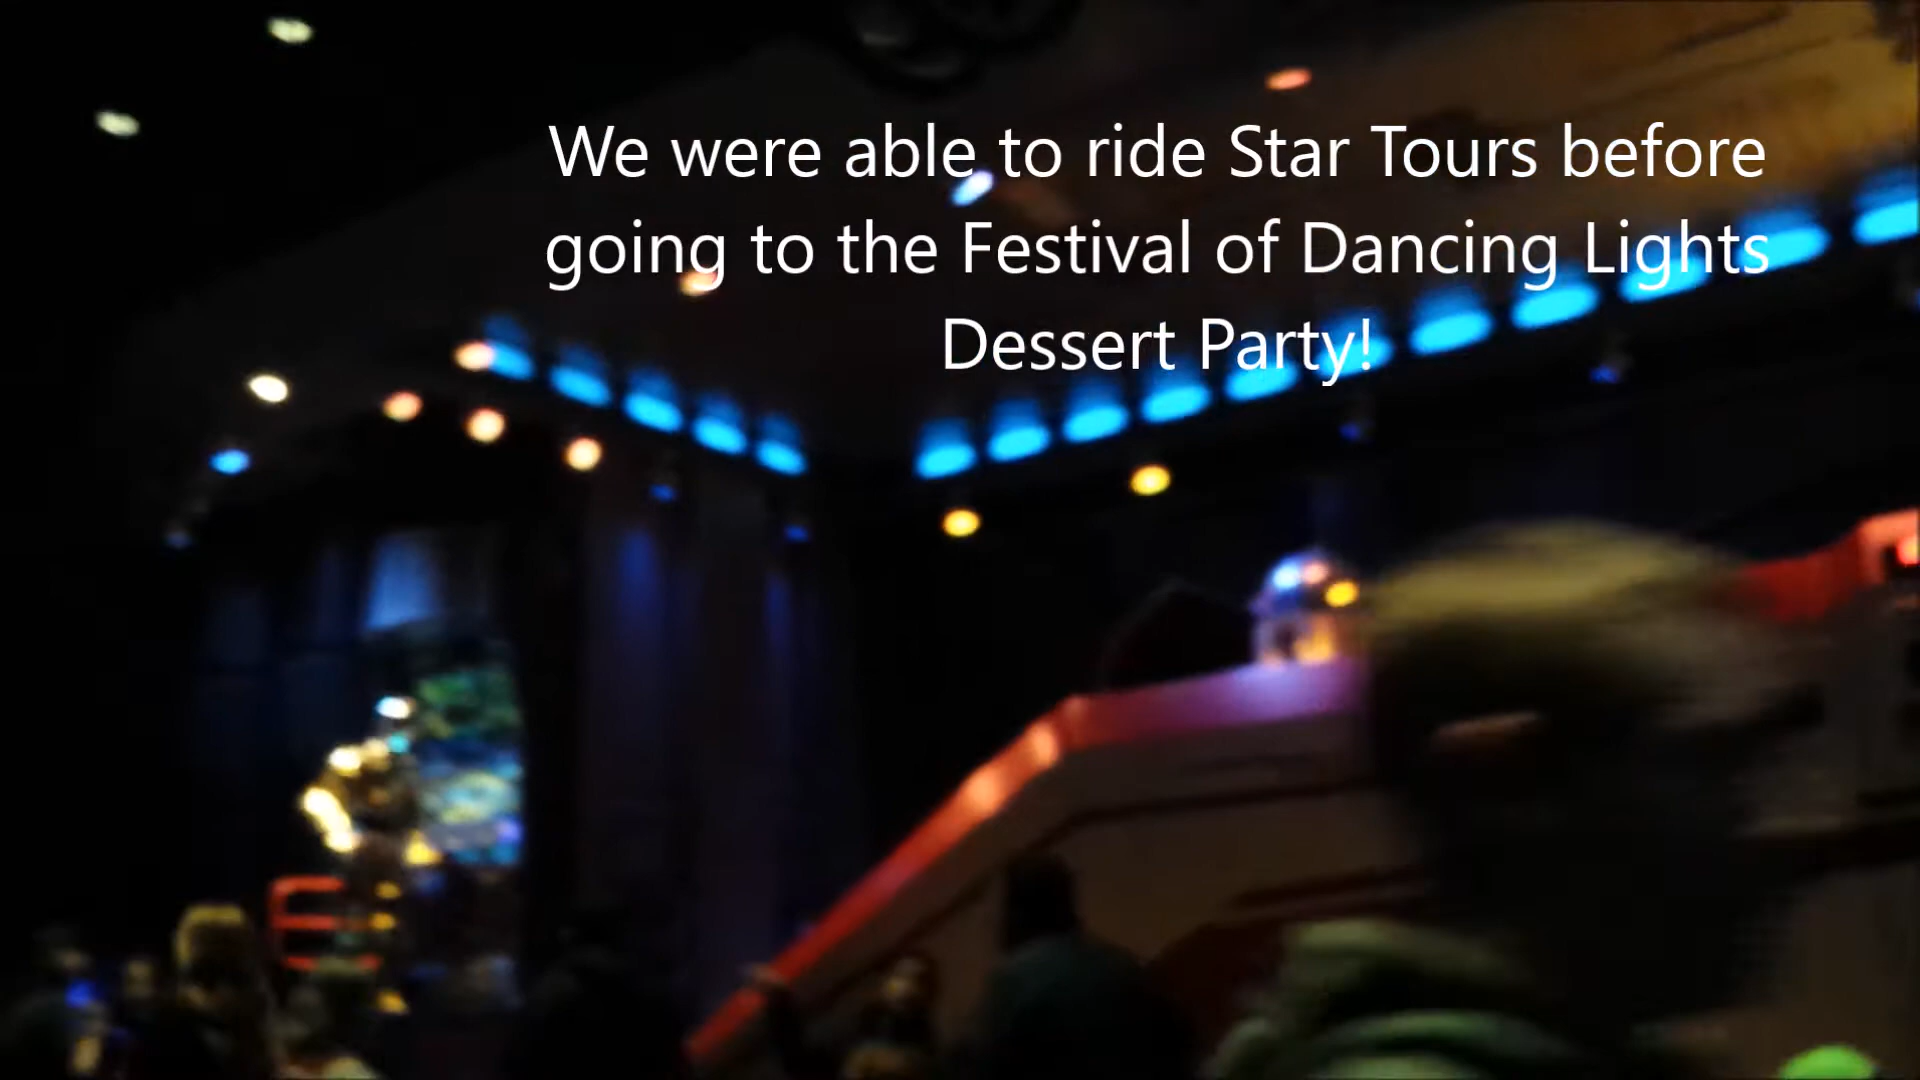 We were able to ride Star Tours before
going to the Festival of Dancing Lights
Dessert Party!